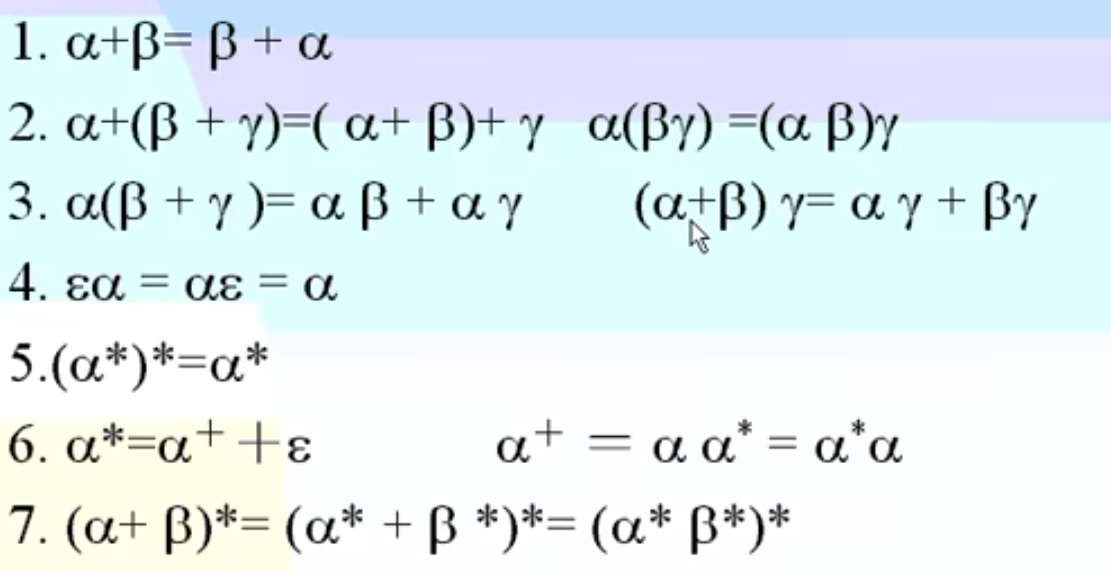 1. α+β= β + α
2. α+(β + γ)=( α+ β)+ γ α(βγ) =(α β)γ
3. α(β + γ )= α β + α γ (α+β) γ= α γ + βγ
4. εα = αε = α
5.(α*)*=α*
6. α*=α⁺ +ε α⁺ = α α* = α*α
7. (α+ β)*= (α* + β *)*= (α* β*)*